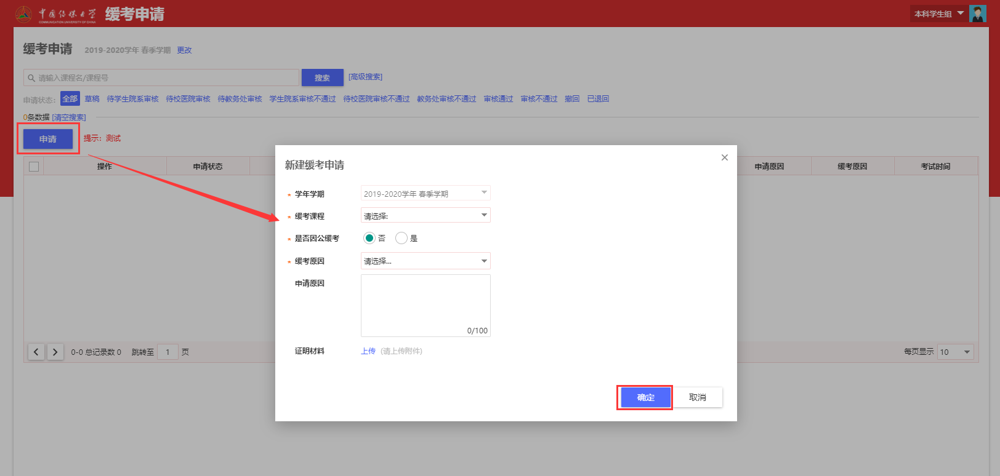 中国传媒大学 缓考申请
COMMUNICATION UNIVERSITY OF CHINA
本科学生组
缓考申请 2019-2020学年 春季学期 更改
请输入课程名/课程号 搜索 [高级搜索]
申请状态: 全部 草稿 待学生院系审核 待校医院审核 待教务处审核 学生院系审核不通过 待校医院审核不通过 教务处审核不通过 审核通过 审核不通过 撤回 已退回
0条数据 [清空搜索]
申请 提示：测试
操作 申请状态 申请原因 缓考原因 考试时间
新建缓考申请
* 学年学期 2019-2020学年 春季学期
* 缓考课程 请选择:
* 是否因公缓考 否 是
* 缓考原因 请选择...
申请原因
0/100
证明材料 上传 (请上传附件)
确定 取消
0-0 总记录数 0 跳转至 1 页 每页显示 10